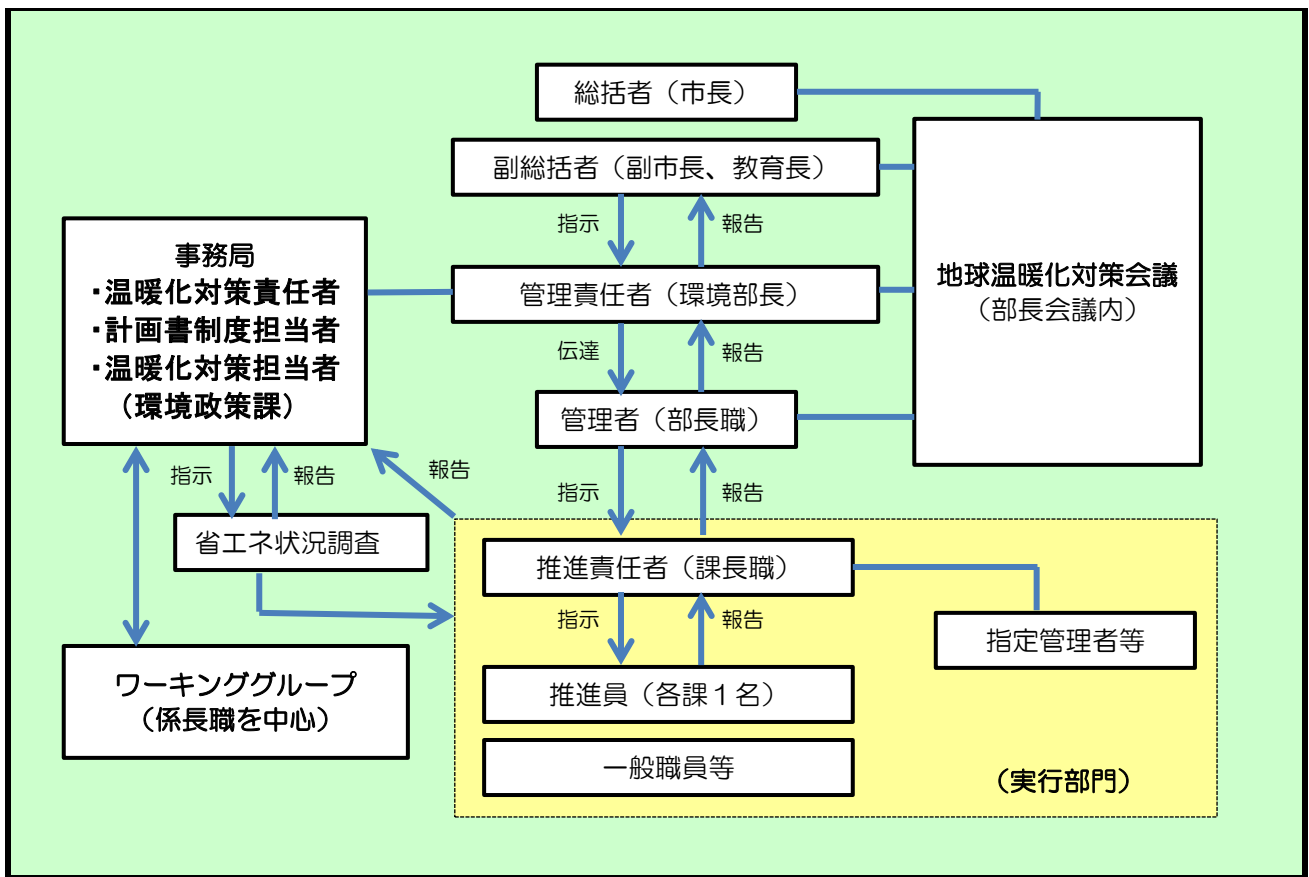 総括者（市長）
副総括者（副市長、教育長）
指示
報告
事務局
・温暖化対策責任者
・計画書制度担当者
・温暖化対策担当者
（環境政策課）
管理責任者（環境部長）
地球温暖化対策会議
（部長会議内）
伝達
報告
管理者（部長職）
指示
報告
報告
指示
報告
省エネ状況調査
推進責任者（課長職）
指示
報告
指定管理者等
ワーキンググループ
（係長職を中心）
推進員（各課１名）
一般職員等
（実行部門）